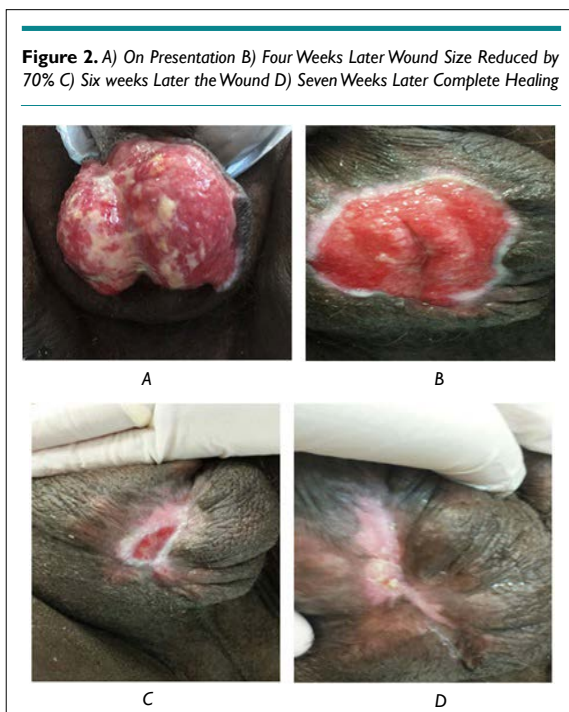 Figure 2. A) On Presentation B) Four Weeks Later Wound Size Reduced by
70% C) Six weeks Later the Wound D) Seven Weeks Later Complete Healing
A
B
C
D